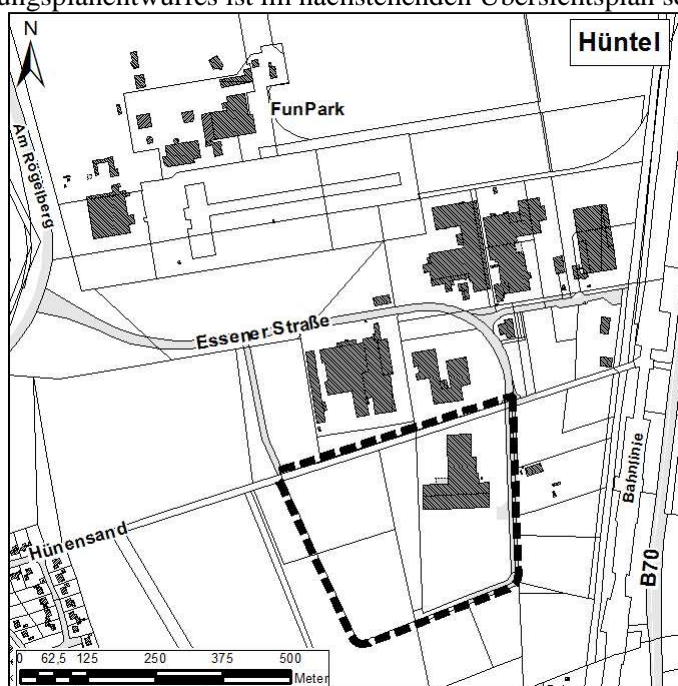 ungsplanentwurfes ist im nachstehenden Übersichtsplan s
N
Hüntel
FunPark
Am Rögelberg
Essener Straße
Bahnlinie
Hünensand
B70
0 62,5 125 250 375 500
Meter